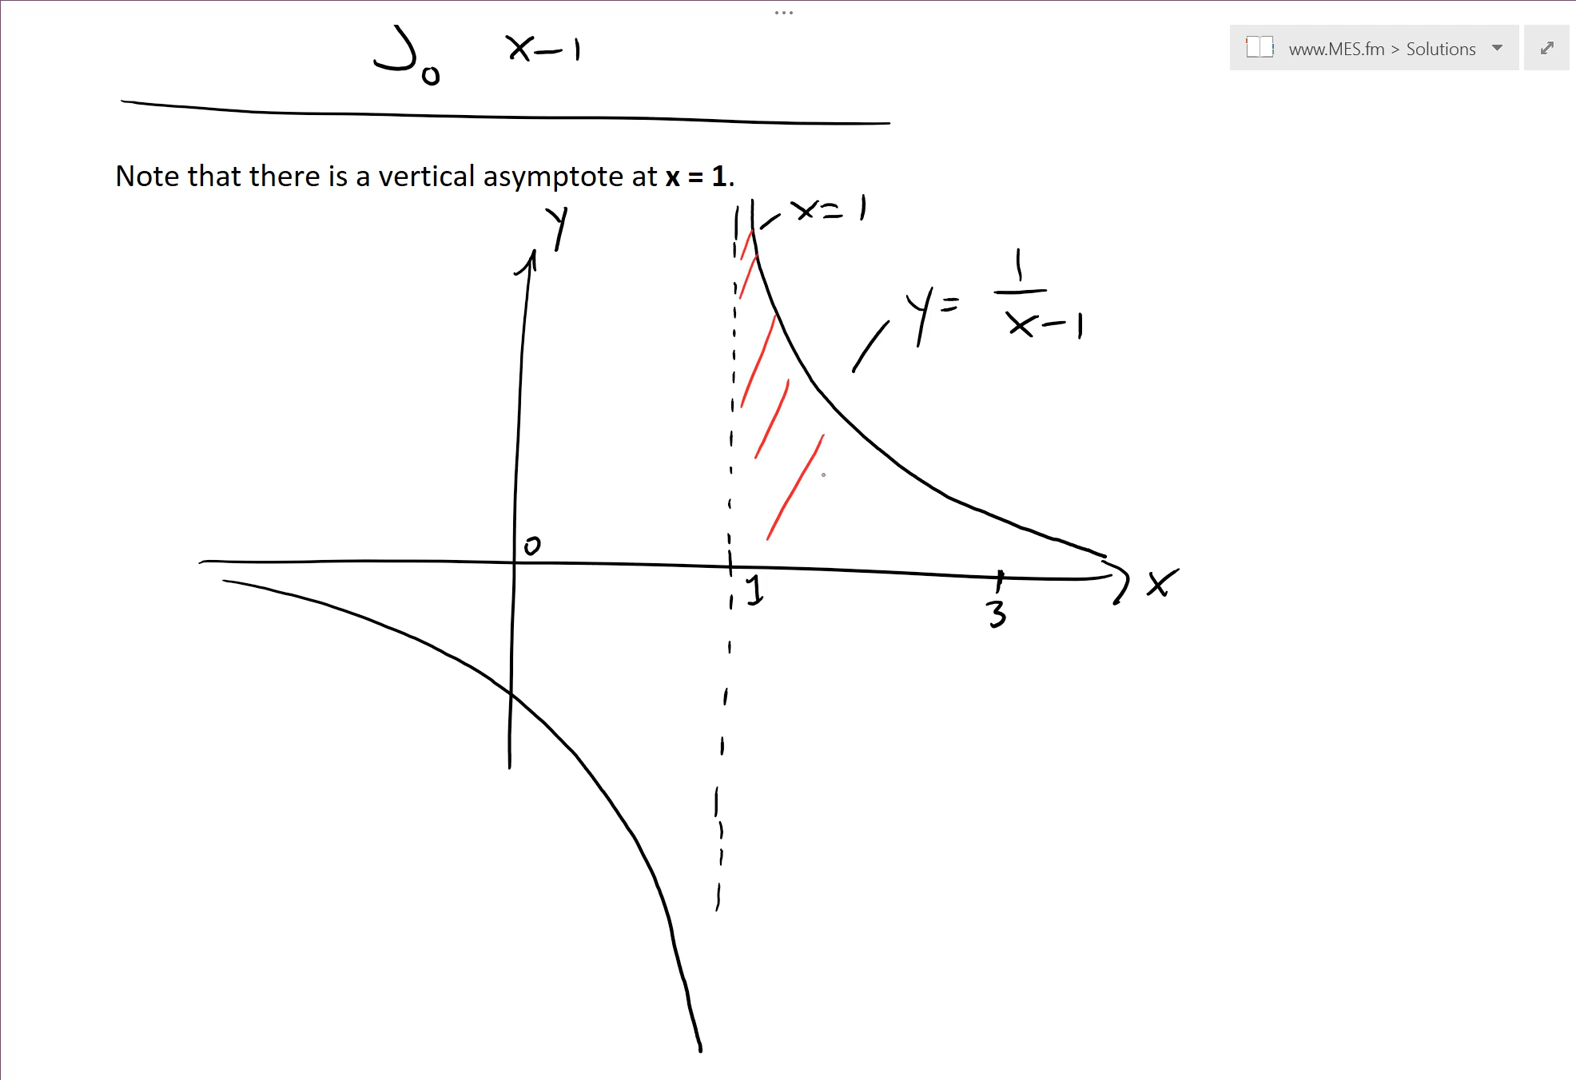 www.MES.fm > Solutions
0 x-1
Note that there is a vertical asymptote at x = 1.
y
x=1
y = 1
x-1
0
1
3
x